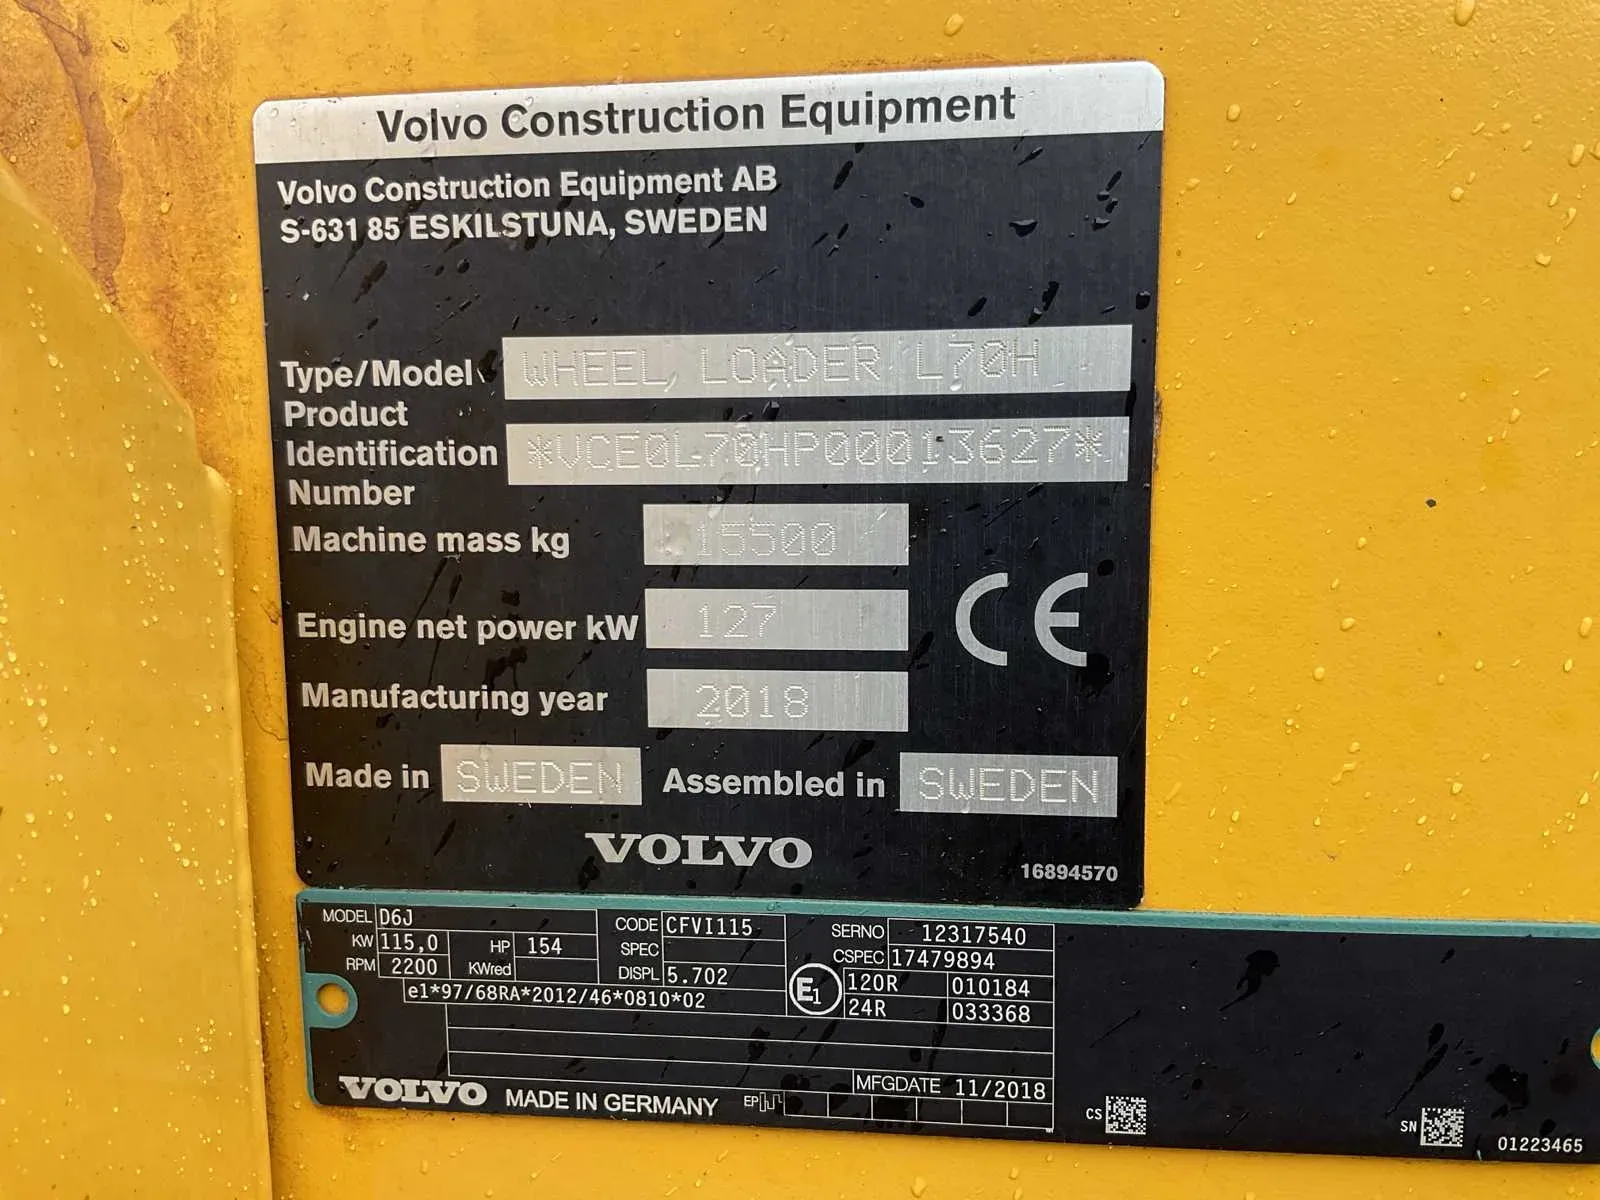 Volvo Construction Equipment
Volvo Construction Equipment AB
S-631 85 ESKILSTUNA, SWEDEN
Type/Model WHEEL LOADER L70H
Product
Identification *VCE0L70HP00013627*
Number
Machine mass kg 15500
Engine net power kW 127
CE
Manufacturing year 2018
Made in SWEDEN Assembled in SWEDEN
VOLVO
16894570
MODEL D6J CODE CFVI115 SERNO 12317540
KW 115,0 HP 154 SPEC CSPEC 17479894
RPM 2200 KWred DISPL 5.702 E1 120R 010184
e1*97/68RA*2012/46*0810*02 24R 033368
MFGDATE 11/2018
VOLVO MADE IN GERMANY EP
CS SN 01223465